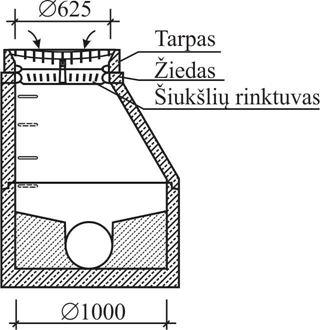 ∅625
Tarpas
Žiedas
Šiukšlių rinktuvas
∅1000